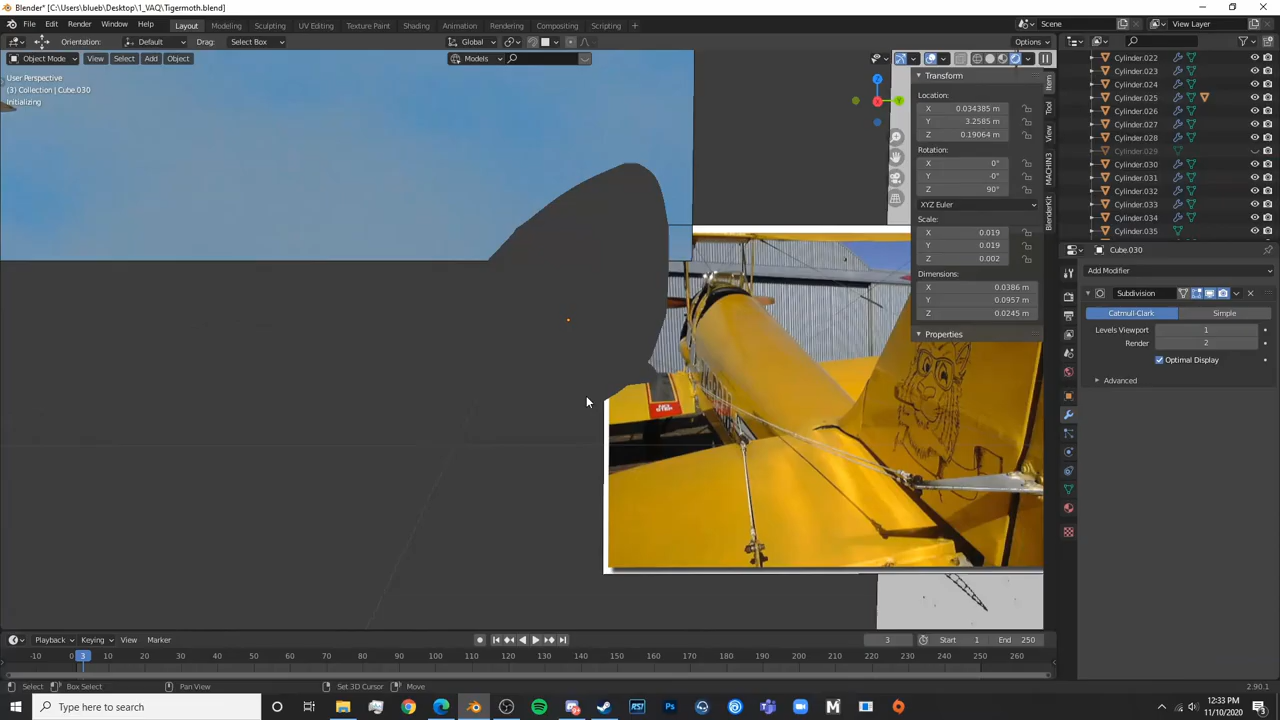 Blender* [C:\Users\blueb\Desktop\1_VAQ\Tigermoth.blend]
File Edit Render Window Help Layout Modeling Sculpting UV Editing Texture Paint Shading Animation Rendering Compositing Scripting + Scene View Layer
Orientation: Default Drag: Select Box Global Options
Object Mode View Select Add Object Models
User Perspective
(3) Collection | Cube.030
Initializing
Z
Y
X
Transform
Location:
X 0.034385 m
Y 3.2585 m
Z 0.19064 m
Rotation:
X 0°
Y -0°
Z 90°
XYZ Euler
Scale:
X 0.019
Y 0.019
Z 0.002
Dimensions:
X 0.0386 m
Y 0.0957 m
Z 0.0245 m
Properties
Item
Tool
View
MACHIN3
BlenderKit
Cylinder.022
Cylinder.023
Cylinder.024
Cylinder.025
Cylinder.026
Cylinder.027
Cylinder.028
Cylinder.029
Cylinder.030
Cylinder.031
Cylinder.032
Cylinder.033
Cylinder.034
Cylinder.035
Cube.030
Add Modifier
Subdivision
Catmull-Clark Simple
Levels Viewport 1
Render 2
Optimal Display
Advanced
Playback Keying View Marker 3 Start 1 End 250
-10 0 3 10 20 30 40 50 60 70 80 90 100 110 120 130 140 150 160 170 180 190 200 210 220 230 240 250 260
Select Box Select Pan View Set 3D Cursor Move 2.90.1
Type here to search
12:33 PM
11/10/2020